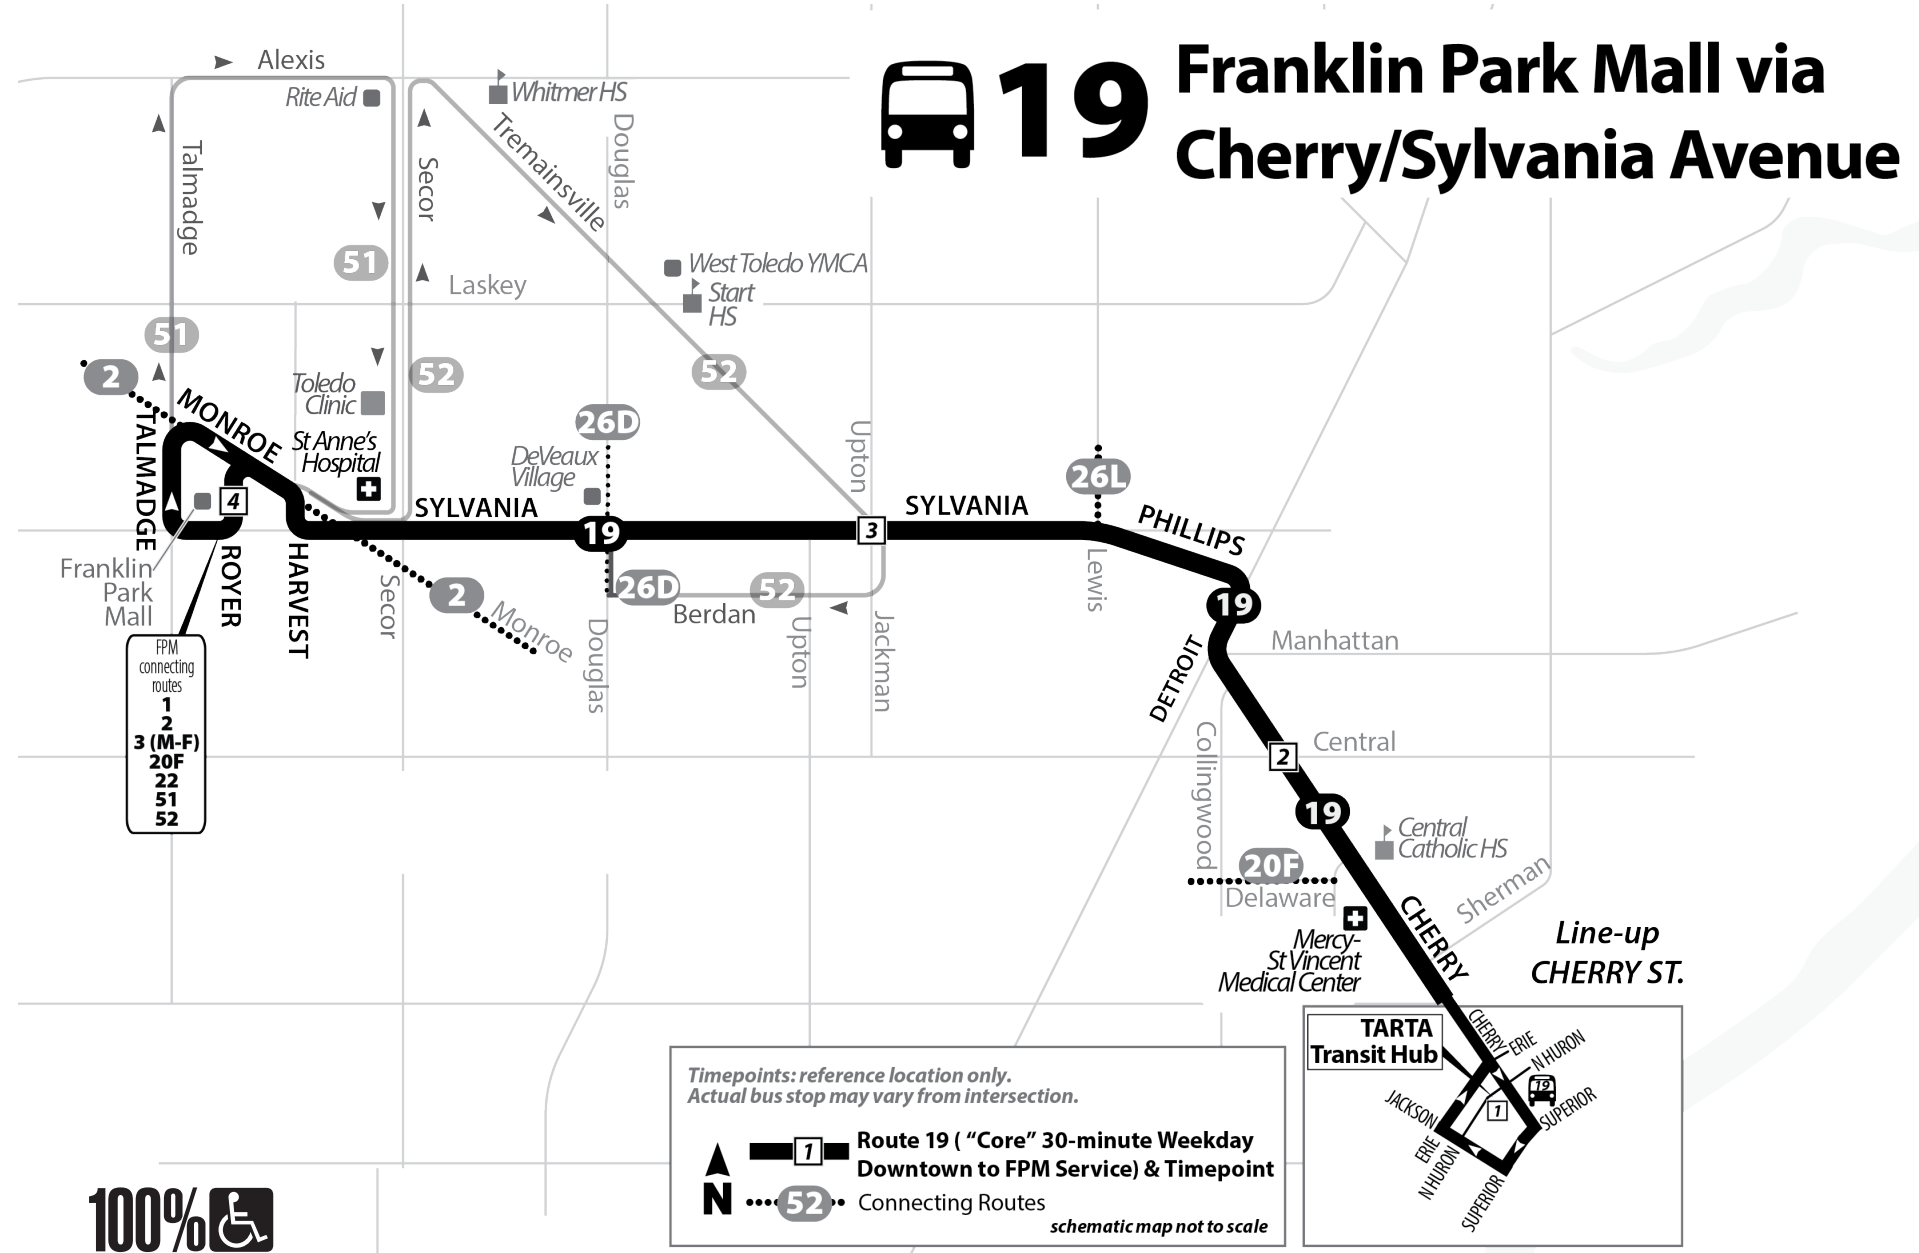 19
Franklin Park Mall via
Cherry/Sylvania Avenue
Alexis
Rite Aid
Whitmer HS
Talmadge
Secor
Tremainsville
Douglas
51
Laskey
West Toledo YMCA
Start
HS
51
2
52
52
Toledo
Clinic
MONROE
TALMADGE
St Anne's
Hospital
26D
DeVeaux
Village
Upton
26L
4
SYLVANIA
19
3
SYLVANIA
PHILLIPS
Franklin
Park
Mall
ROYER
HARVEST
Secor
2
Monroe
26D
52
Berdan
Douglas
Upton
Jackman
Lewis
19
Manhattan
DETROIT
FPM
connecting
routes
1
2
3 (M-F)
20F
22
51
52
Collingwood
2
Central
19
Central
Catholic HS
20F
Delaware
Sherman
CHERRY
Mercy-
St Vincent
Medical Center
Line-up
CHERRY ST.
TARTA
Transit Hub
CHERRY
ERIE
N HURON
19
1
JACKSON
SUPERIOR
ERIE
N HURON
SUPERIOR
Timepoints: reference location only.
Actual bus stop may vary from intersection.
1
Route 19 ( “Core” 30-minute Weekday
Downtown to FPM Service) & Timepoint
N
52
Connecting Routes
schematic map not to scale
100%